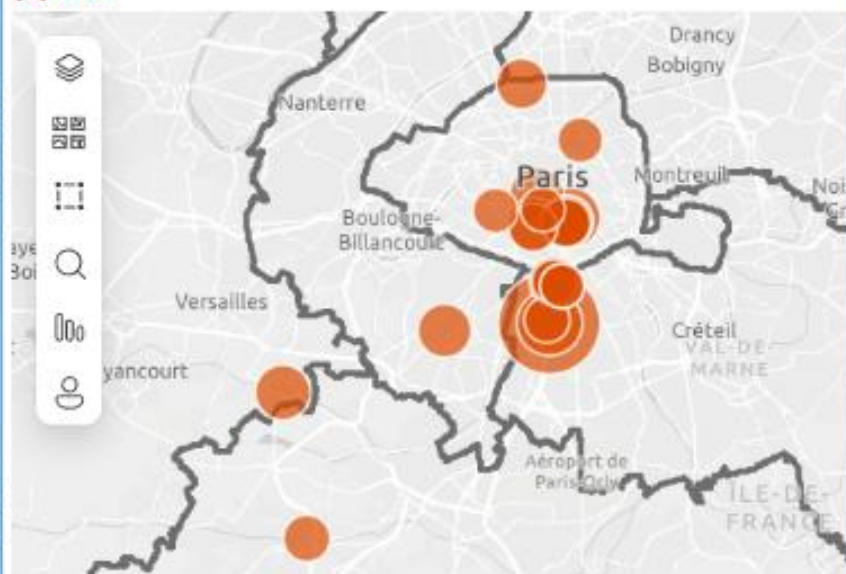 Drancy
Bobigny
Nanterre
Paris
Montreuil
Boulogne-
Billancourt
Versailles
Créteil
VAL-DE-
MARNE
yancourt
Aéroport de
Paris-Orly
ÎLE-DE-
FRANCE